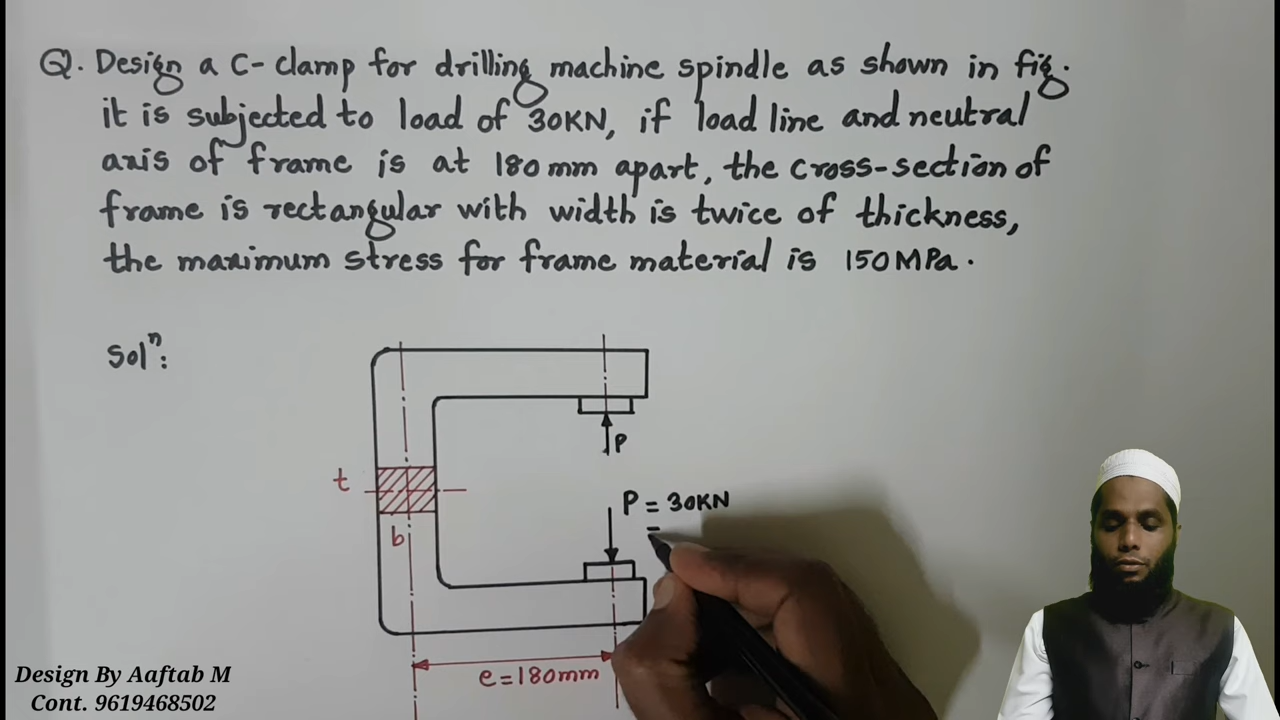 Q. Design a C-clamp for drilling machine spindle as shown in fig.
it is subjected to load of 30KN, if load line and neutral
axis of frame is at 180mm apart, the cross-section of
frame is rectangular with width is twice of thickness,
the maximum stress for frame material is 150MPa.
Solⁿ:
P
t
P = 30KN
=
b
e=180mm
Design By Aaftab M
Cont. 9619468502